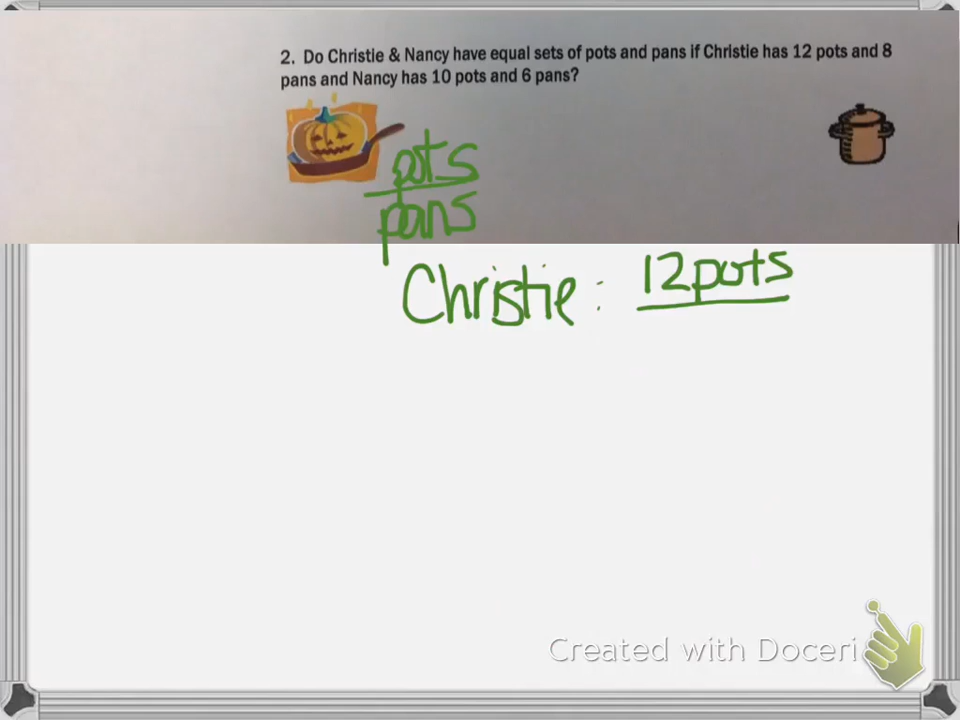 2. Do Christie & Nancy have equal sets of pots and pans if Christie has 12 pots and 8
pans and Nancy has 10 pots and 6 pans?
pots
pans
Christie : 12 pots
Created with Doceri